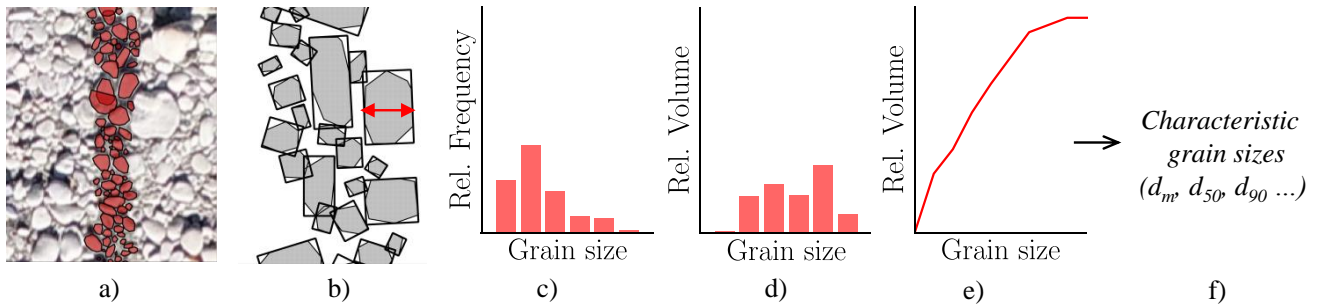 Rel. Frequency
Grain size
Rel. Volume
Grain size
Rel. Volume
Grain size
Characteristic
grain sizes
(dm, d50, d90 ...)
a)
b)
c)
d)
e)
f)